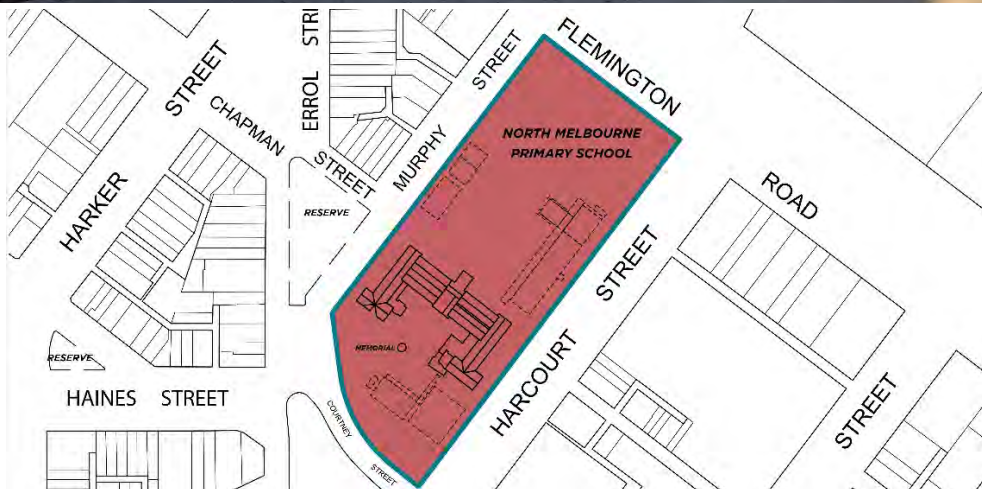 FLEMINGTON
ROAD
STREET
ERROL STRE
HARKER STREET
CHAPMAN STREET
MURPHY STREET
NORTH MELBOURNE
PRIMARY SCHOOL
RESERVE
MEMORIAL
RESERVE
HAINES STREET
COURTNEY STREET
HARCOURT STREET